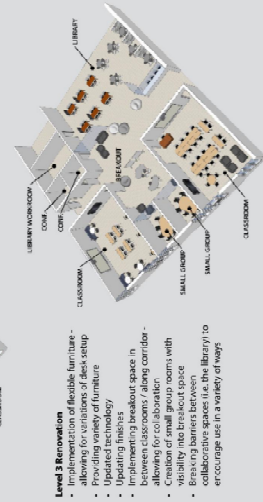 Level 3 Renovation
• Implementation of flexible furniture -
allowing for variations of desk setup
• Providing variety of furniture
• Updated technology
• Updating finishes
• Implementing breakout space in
between classrooms / along corridor -
allowing for collaboration
• Creation of small group rooms with
visibility into breakout space
• Breaking barriers between
collaborative spaces (i.e. the library) to
encourage use in a variety of ways
LIBRARY WORKROOM
CONF.
CONF.
CLASSROOM
LIBRARY
BREAKOUT
SMALL GROUP
SMALL GROUP
CLASSROOM